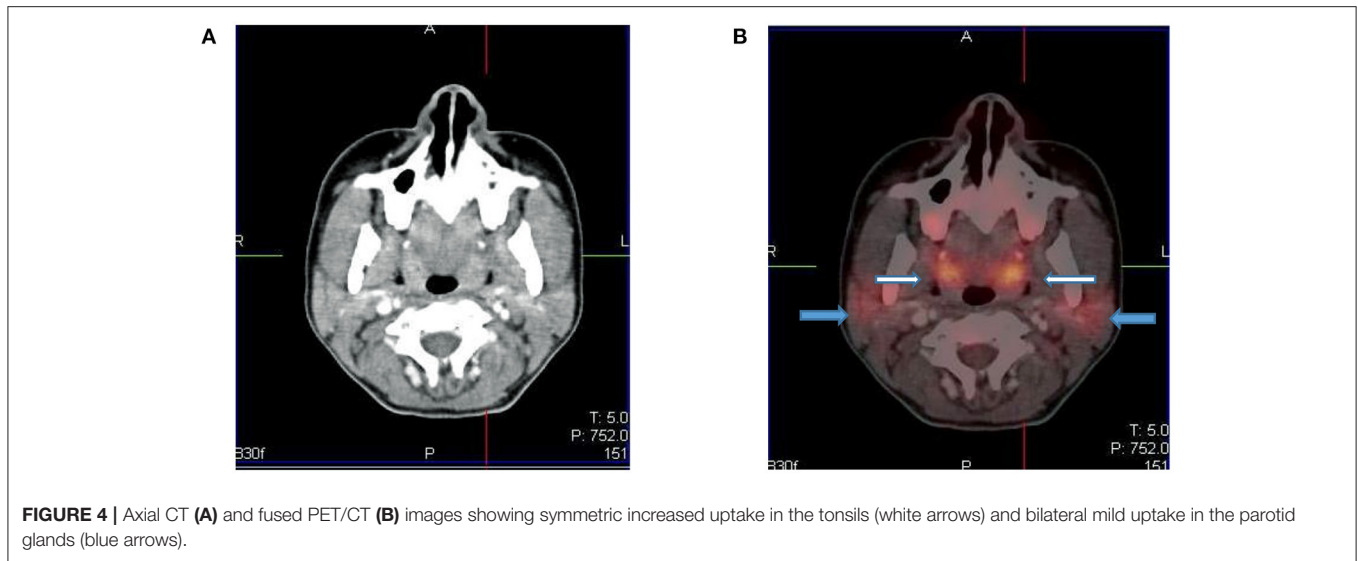 A
B
A
A
R
L
R
L
T: 5.0
P: 752.0
B30f
P
151
T: 5.0
P: 752.0
B30f
P
151
FIGURE 4 | Axial CT (A) and fused PET/CT (B) images showing symmetric increased uptake in the tonsils (white arrows) and bilateral mild uptake in the parotid
glands (blue arrows).